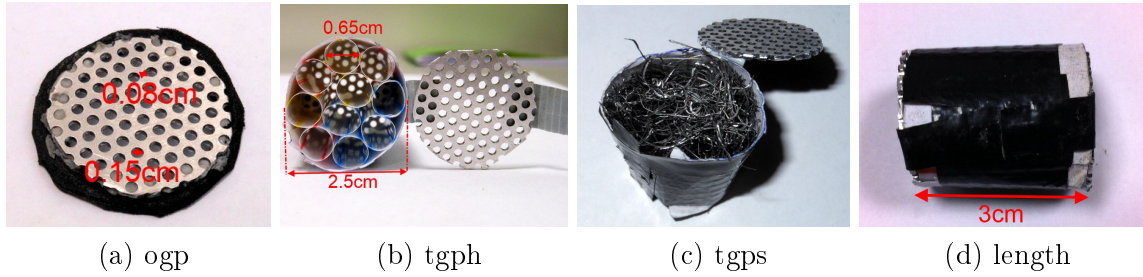 0.08cm
0.15cm
0.65cm
2.5cm
3cm
(a) ogp
(b) tgph
(c) tgps
(d) length